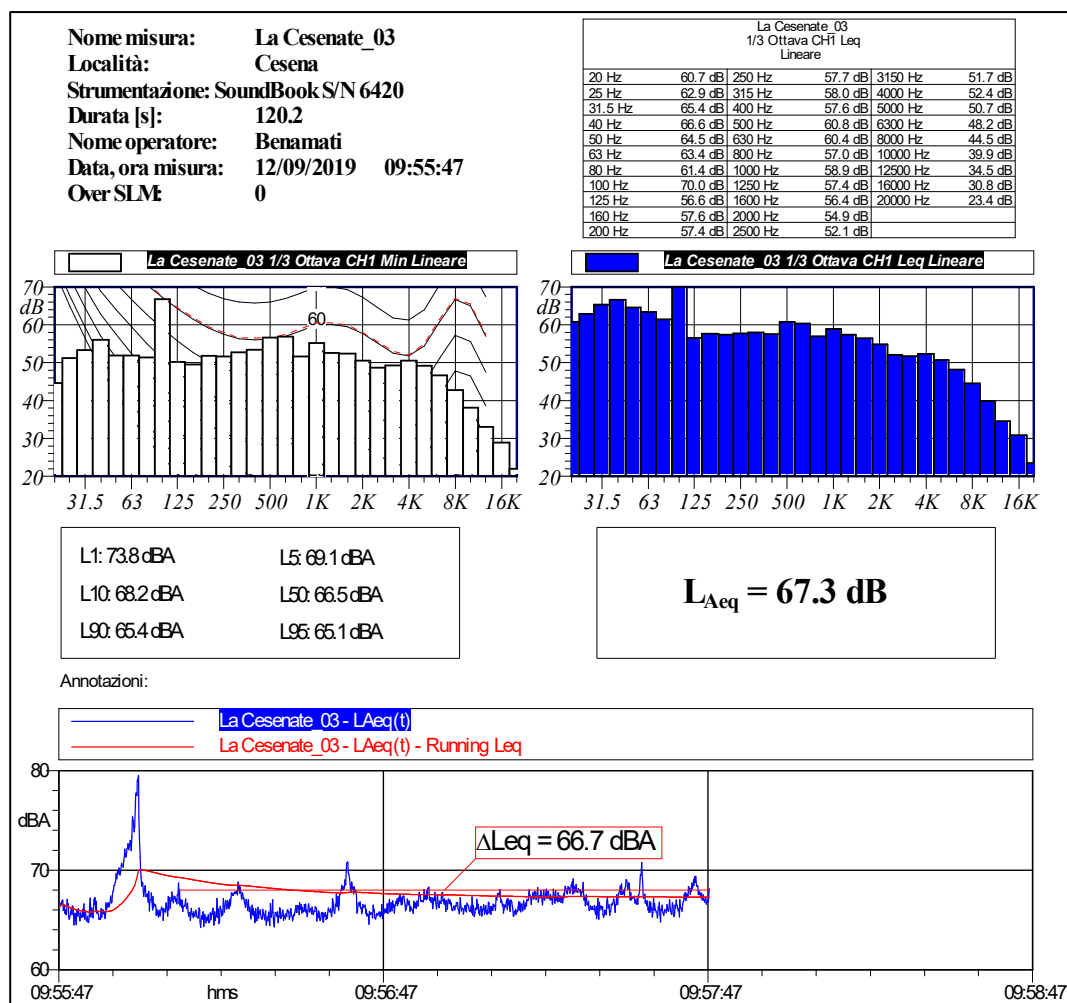 Nome misura: La Cesenate_03
Località: Cesena
Strumentazione: SoundBook S/N 6420
Durata [s]: 120.2
Nome operatore: Benamati
Data, ora misura: 12/09/2019 09:55:47
Over SLM: 0
La Cesenate_03
1/3 Ottava CH1 Leq
Lineare
20 Hz 60.7 dB 250 Hz 57.7 dB 3150 Hz 51.7 dB
25 Hz 62.9 dB 315 Hz 58.0 dB 4000 Hz 52.4 dB
31.5 Hz 65.4 dB 400 Hz 57.6 dB 5000 Hz 50.7 dB
40 Hz 66.6 dB 500 Hz 60.8 dB 6300 Hz 48.2 dB
50 Hz 64.5 dB 630 Hz 60.4 dB 8000 Hz 44.5 dB
63 Hz 63.4 dB 800 Hz 57.0 dB 10000 Hz 39.9 dB
80 Hz 61.4 dB 1000 Hz 58.9 dB 12500 Hz 34.5 dB
100 Hz 70.0 dB 1250 Hz 57.4 dB 16000 Hz 30.8 dB
125 Hz 56.6 dB 1600 Hz 56.4 dB 20000 Hz 23.4 dB
160 Hz 57.6 dB 2000 Hz 54.9 dB
200 Hz 57.4 dB 2500 Hz 52.1 dB
La Cesenate_03 1/3 Ottava CH1 Min Lineare
70
dB
60
50
40
30
20
60
31.5 63 125 250 500 1K 2K 4K 8K 16K
La Cesenate_03 1/3 Ottava CH1 Leq Lineare
70
dB
60
50
40
30
20
31.5 63 125 250 500 1K 2K 4K 8K 16K
L1: 73.8 dBA L5: 69.1 dBA
L10: 68.2 dBA L50: 66.5 dBA
L90: 65.4 dBA L95: 65.1 dBA
LAeq = 67.3 dB
Annotazioni:
La Cesenate_03 - LAeq(t)
La Cesenate_03 - LAeq(t) - Running Leq
80
dBA
70
60
ΔLeq = 66.7 dBA
09:55:47 hms 09:56:47 09:57:47 09:58:47